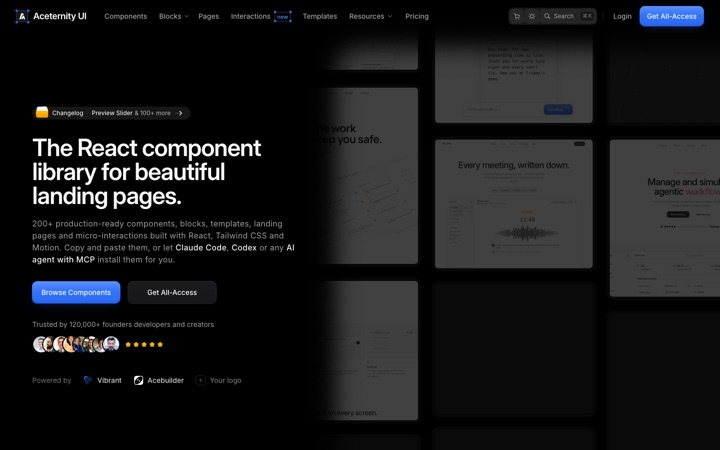 Aceternity UI
Components
Blocks
Pages
Interactions
new
Templates
Resources
Pricing
Search
⌘K
Login
Get All-Access
Changelog
Preview Slider & 100+ more
The React component
library for beautiful
landing pages.
200+ production-ready components, blocks, templates, landing
pages and micro-interactions built with React, Tailwind CSS and
Motion. Copy and paste them, or let Claude Code, Codex or any AI
agent with MCP install them for you.
Browse Components
Get All-Access
Trusted by 120,000+ founders developers and creators
Powered by
Vibrant
Acebuilder
Your logo
work
you safe.
Every meeting, written down.
12:48
Manage and
agentic
every screen.